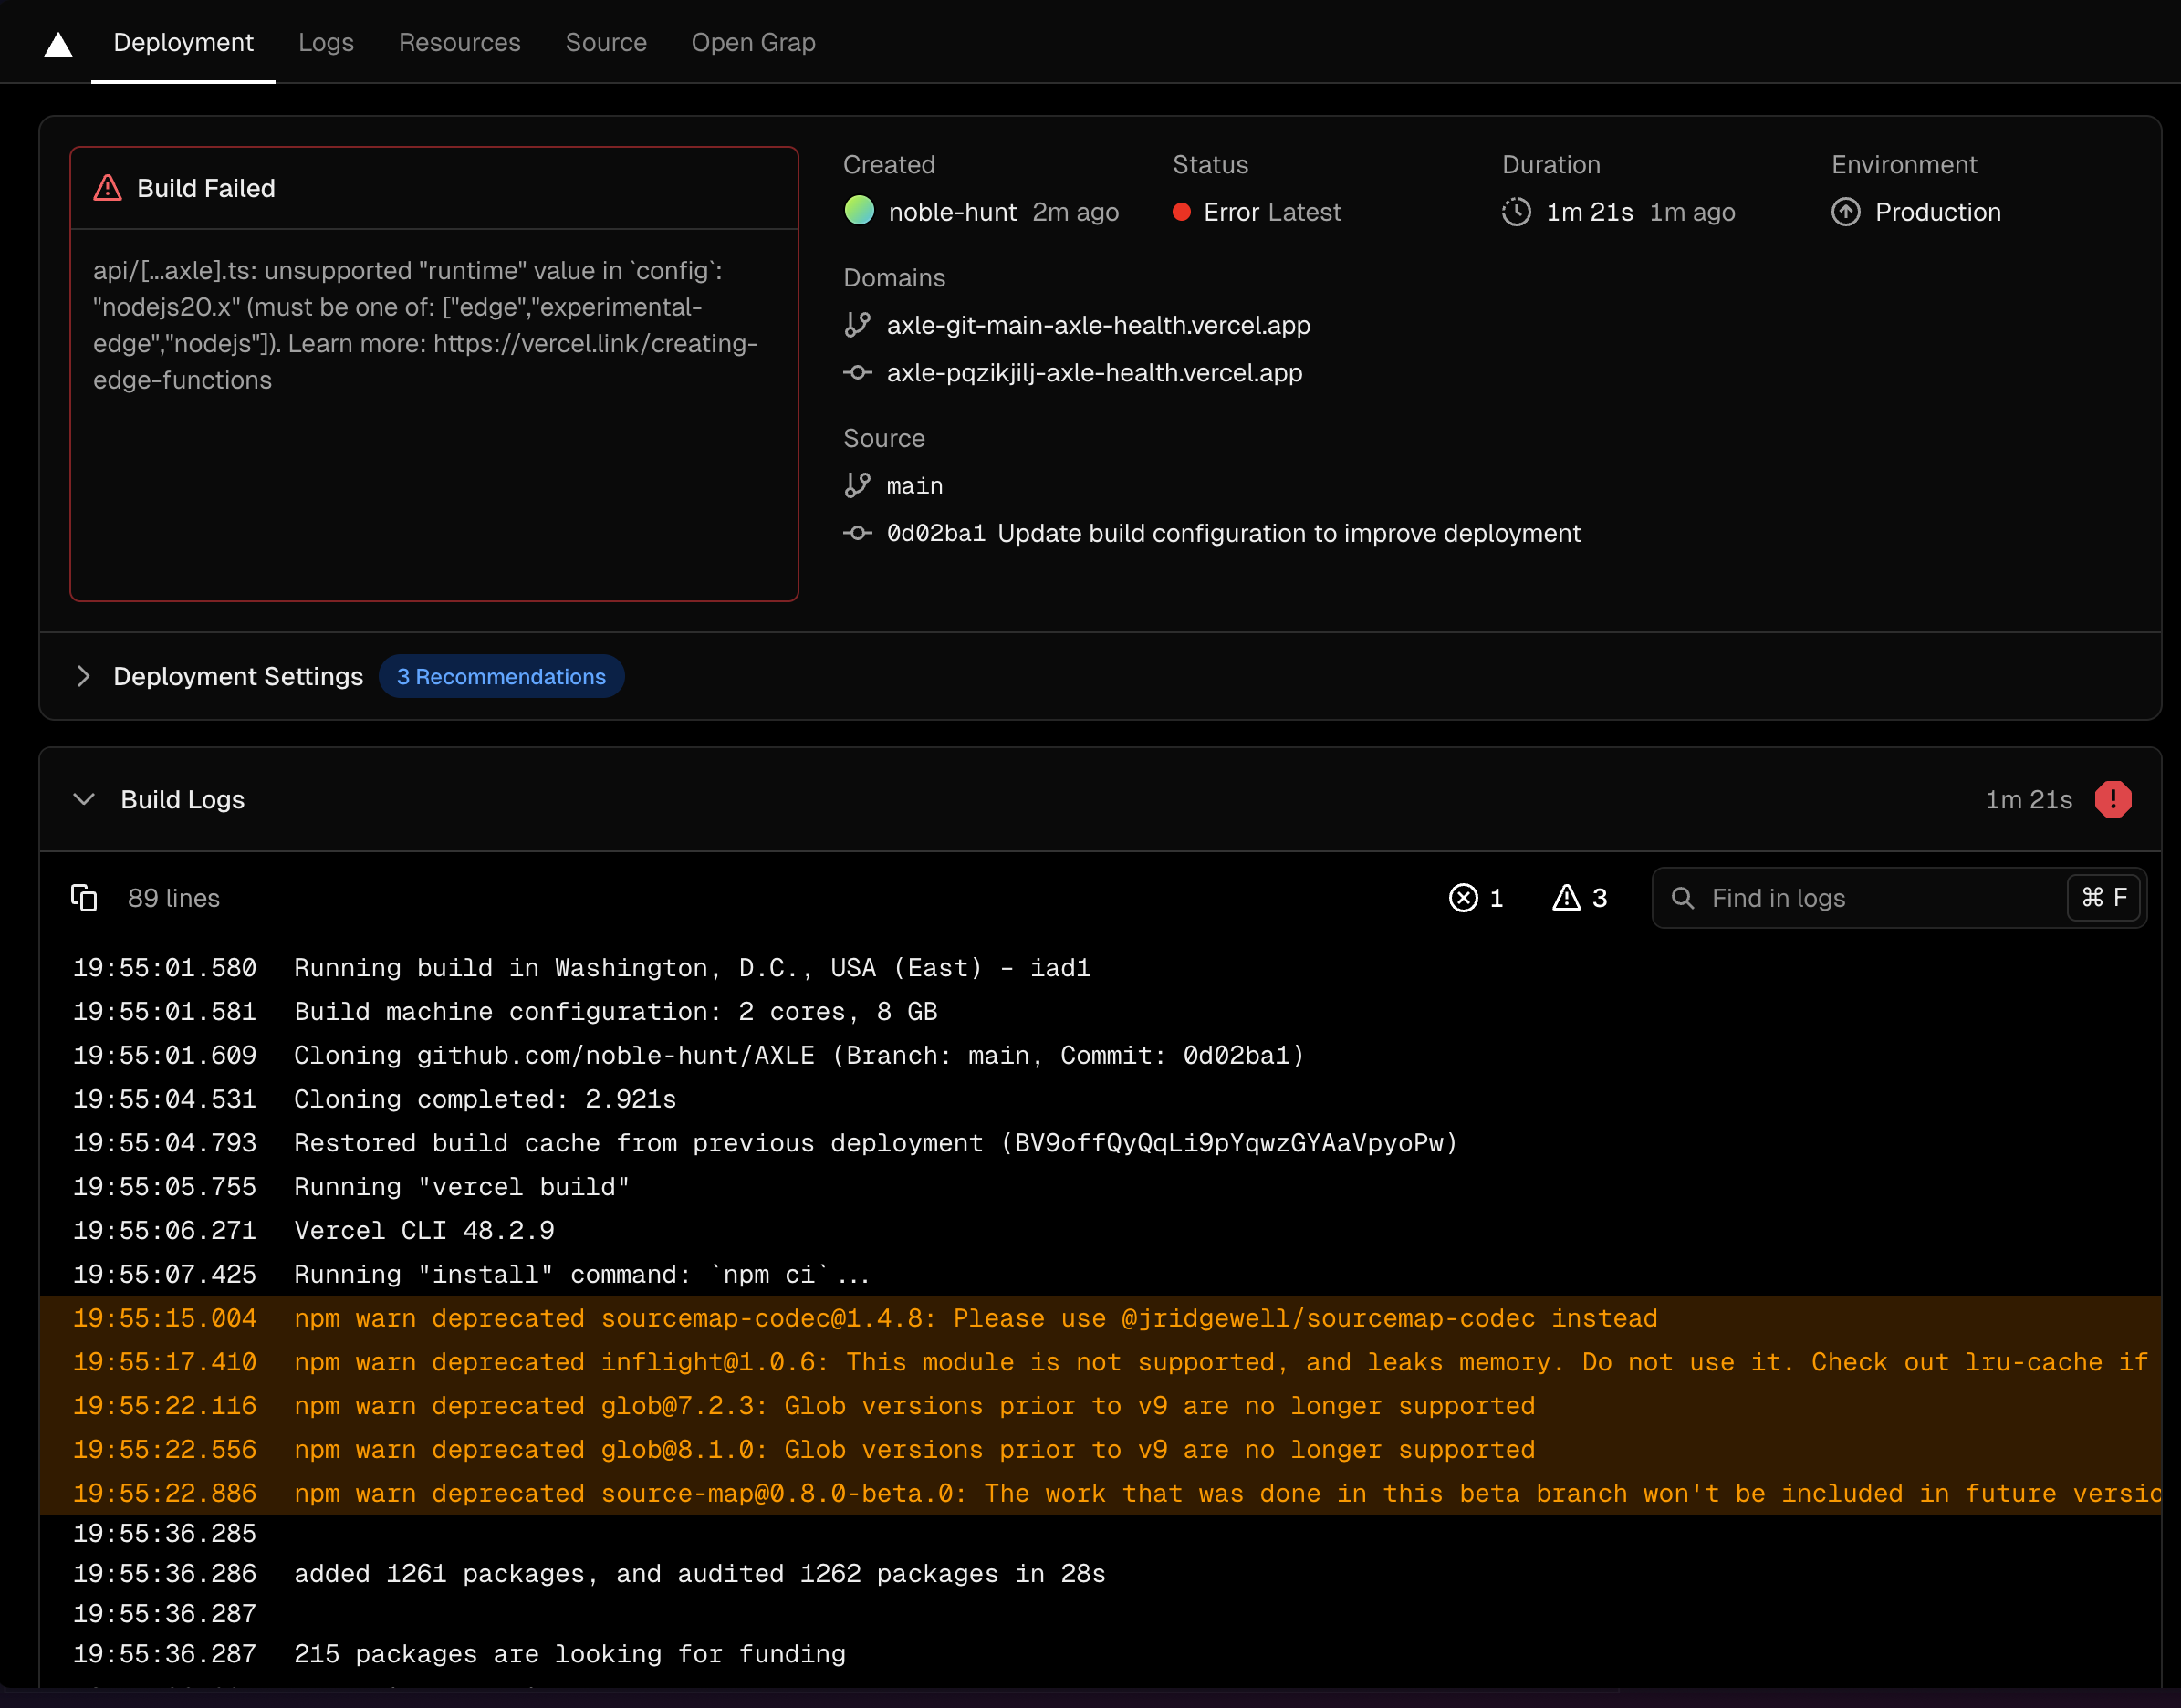 Deployment Logs Resources Source Open Grap
Build Failed
api/[...axle].ts: unsupported "runtime" value in `config`:
"nodejs20.x" (must be one of: ["edge","experimental-
edge","nodejs"]). Learn more: https://vercel.link/creating-
edge-functions
Created
noble-hunt 2m ago
Status
Error Latest
Duration
1m 21s 1m ago
Environment
Production
Domains
axle-git-main-axle-health.vercel.app
axle-pqzikjilj-axle-health.vercel.app
Source
main
0d02ba1 Update build configuration to improve deployment
Deployment Settings 3 Recommendations
Build Logs 1m 21s
89 lines 1 3 Find in logs ⌘ F
19:55:01.580 Running build in Washington, D.C., USA (East) – iad1
19:55:01.581 Build machine configuration: 2 cores, 8 GB
19:55:01.609 Cloning github.com/noble-hunt/AXLE (Branch: main, Commit: 0d02ba1)
19:55:04.531 Cloning completed: 2.921s
19:55:04.793 Restored build cache from previous deployment (BV9offQyQqLi9pYqwzGYAaVpyoPw)
19:55:05.755 Running "vercel build"
19:55:06.271 Vercel CLI 48.2.9
19:55:07.425 Running "install" command: `npm ci`...
19:55:15.004 npm warn deprecated sourcemap-codec@1.4.8: Please use @jridgewell/sourcemap-codec instead
19:55:17.410 npm warn deprecated inflight@1.0.6: This module is not supported, and leaks memory. Do not use it. Check out lru-cache if
19:55:22.116 npm warn deprecated glob@7.2.3: Glob versions prior to v9 are no longer supported
19:55:22.556 npm warn deprecated glob@8.1.0: Glob versions prior to v9 are no longer supported
19:55:22.886 npm warn deprecated source-map@0.8.0-beta.0: The work that was done in this beta branch won't be included in future versio
19:55:36.285
19:55:36.286 added 1261 packages, and audited 1262 packages in 28s
19:55:36.287
19:55:36.287 215 packages are looking for funding